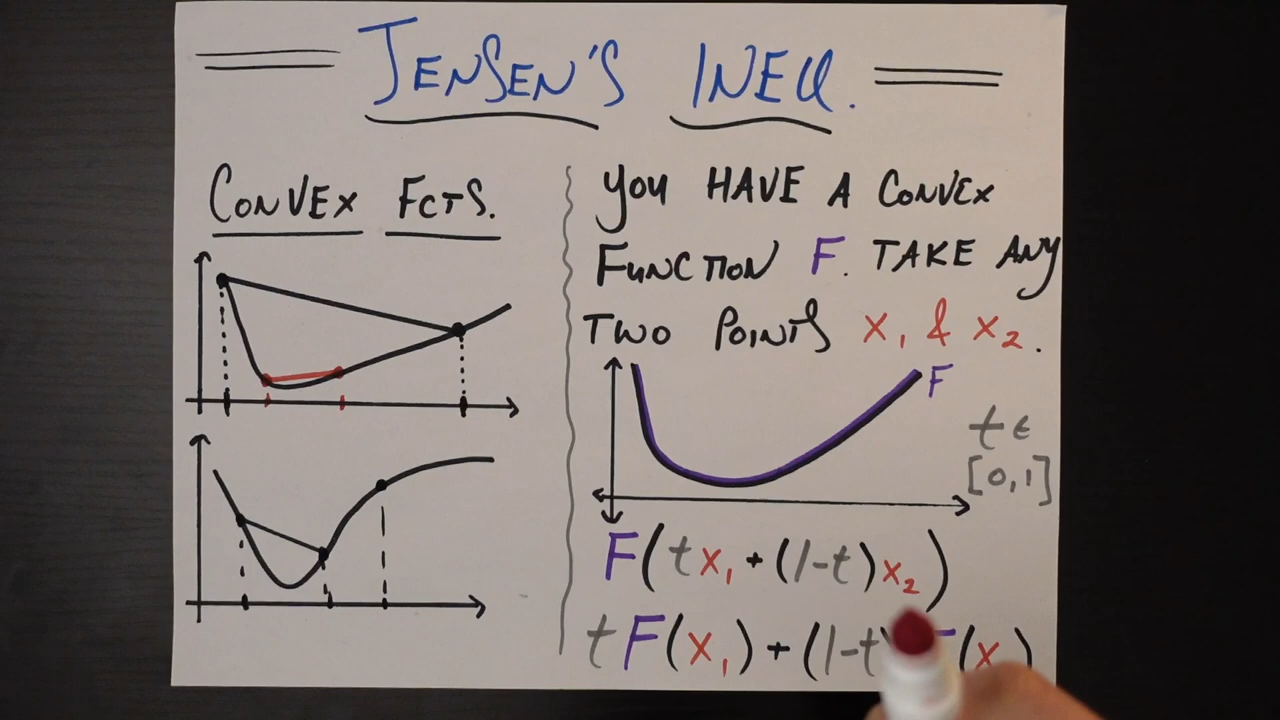 JENSEN'S INEQ.
CONVEX FCTS.
YOU HAVE A CONVEX
FUNCTION F. TAKE ANY
TWO POINTS x₁ & x₂.
F
t ∈
[0,1]
F(tx₁+(1-t)x₂)
tF(x₁)+(1-t) (x )